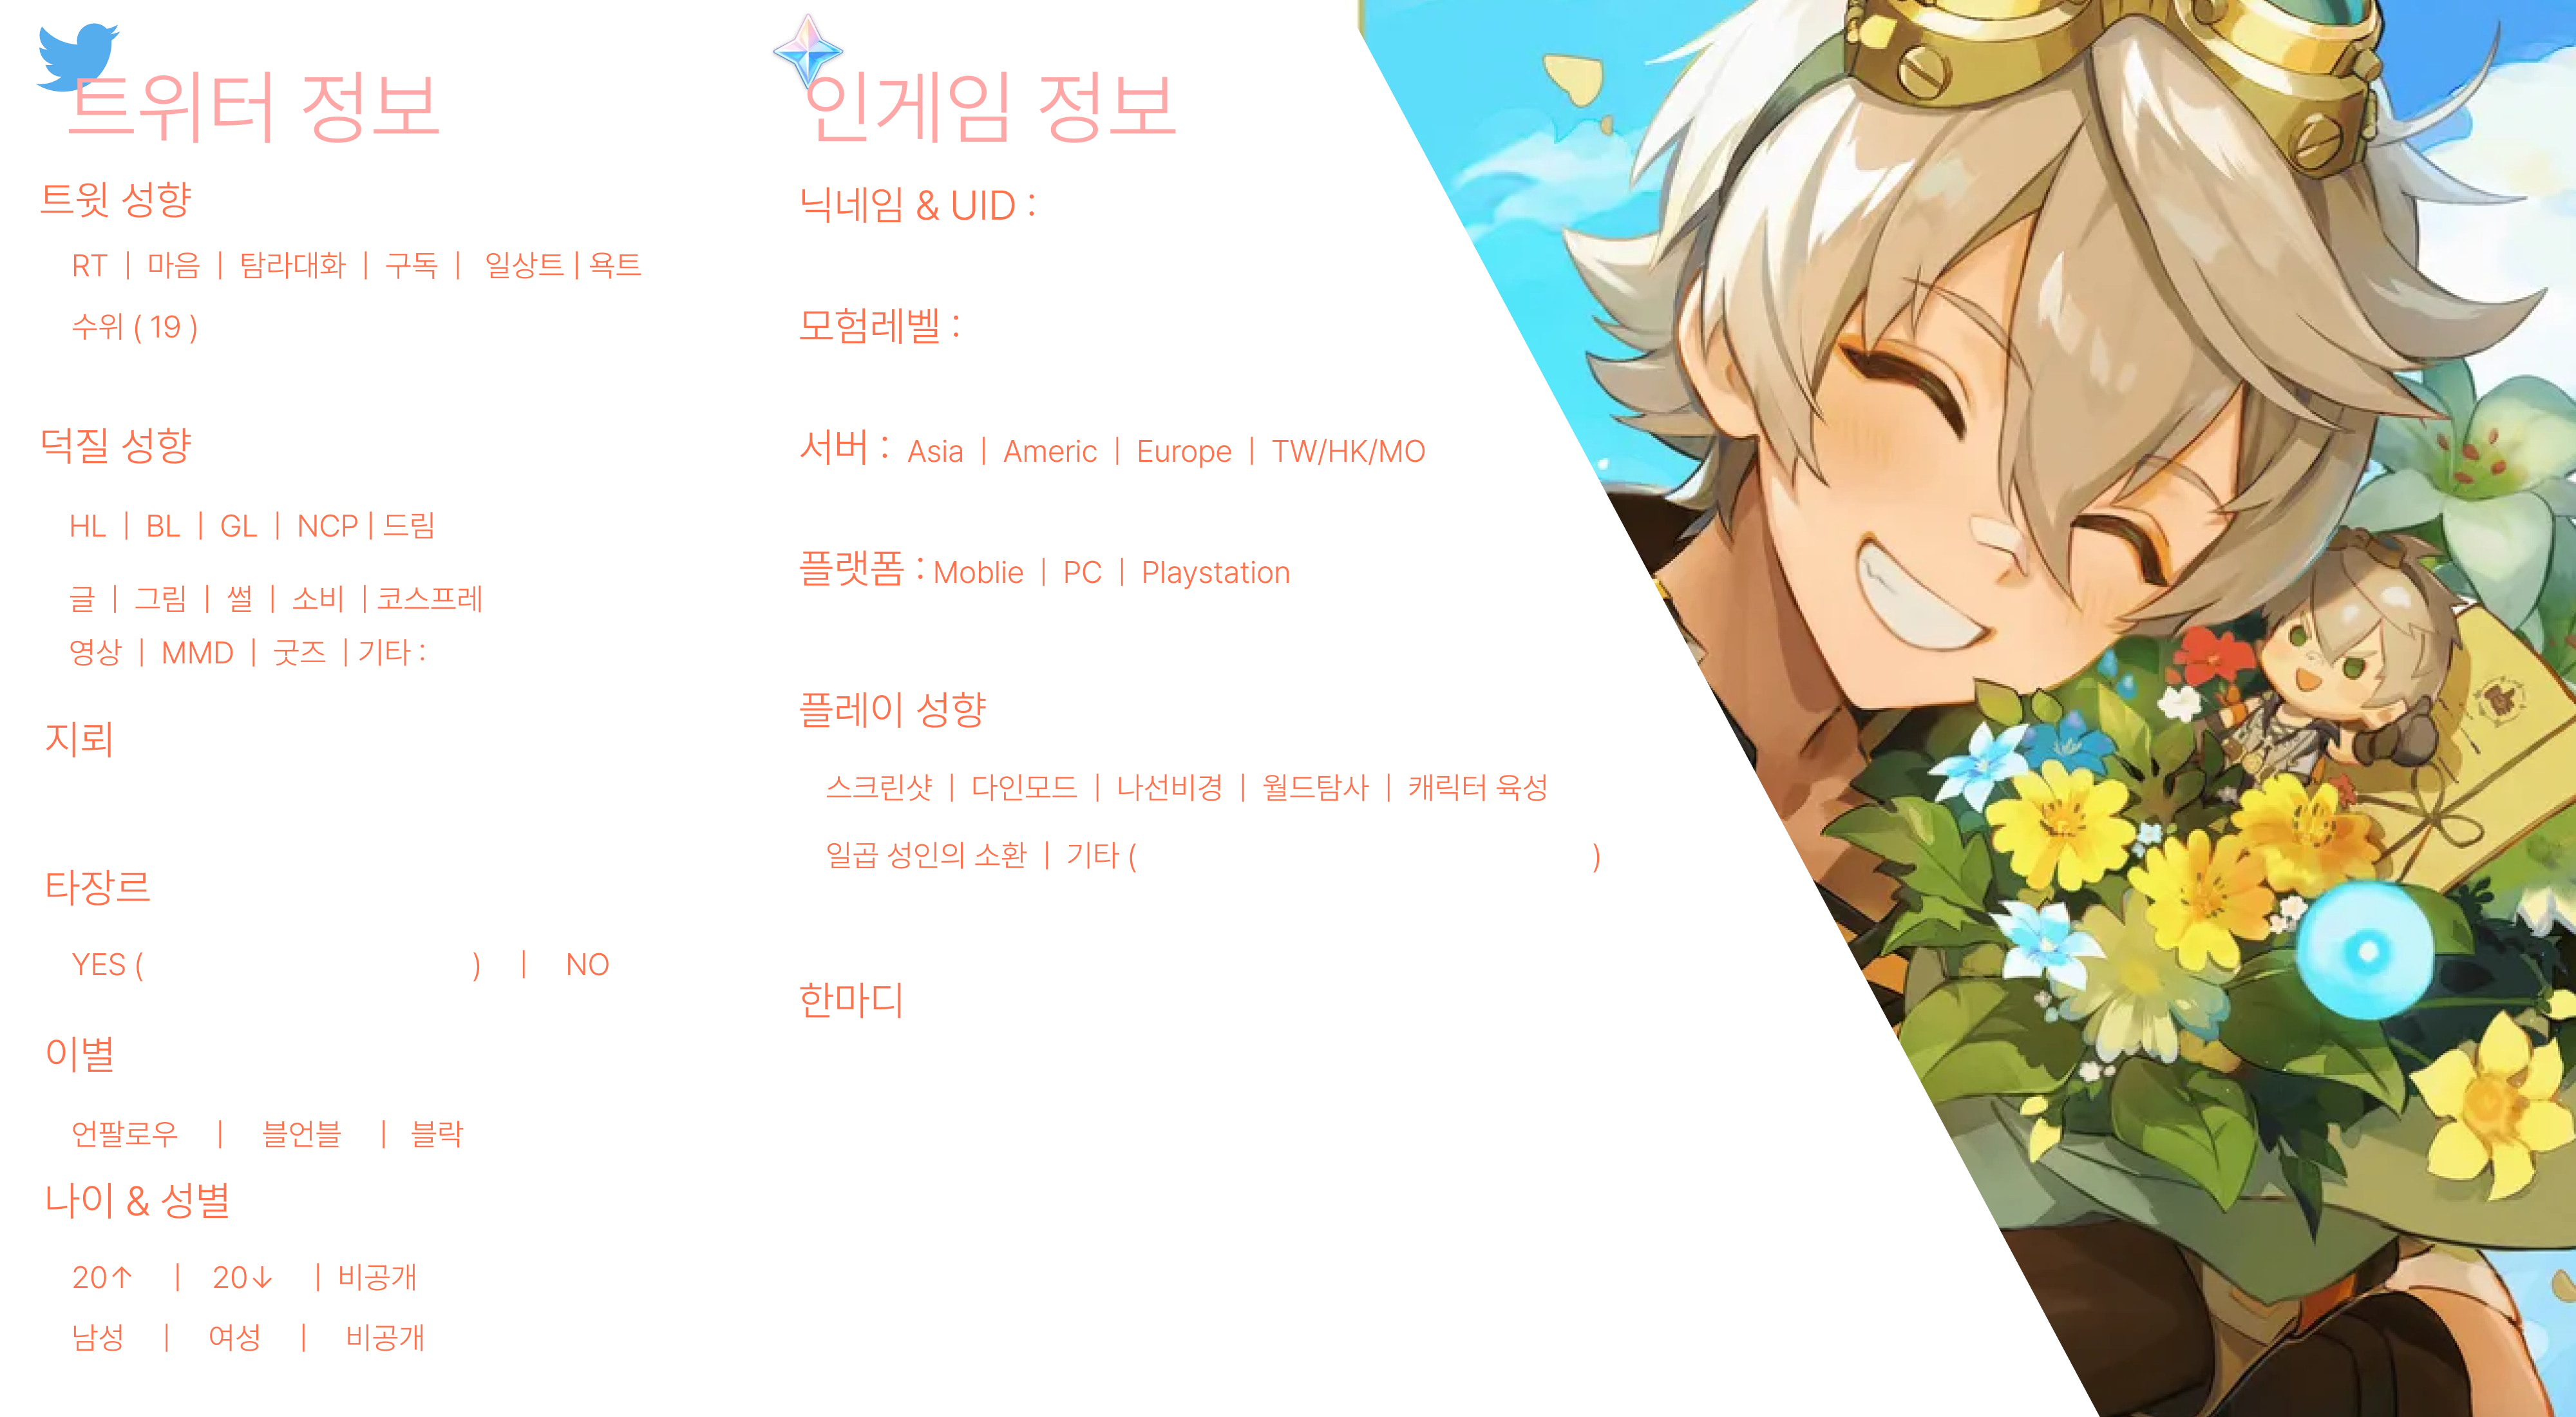 트위터 정보
트윗 성향
RT | 마음 | 탐라대화 | 구독 | 일상트 | 욕트
수위 ( 19 )
덕질 성향
HL | BL | GL | NCP | 드림
글 | 그림 | 썰 | 소비 | 코스프레
영상 | MMD | 굿즈 | 기타 :
지뢰
타장르
YES ( ) | NO
이별
언팔로우 | 블언블 | 블락
나이 & 성별
20↑ | 20↓ | 비공개
남성 | 여성 | 비공개
인게임 정보
닉네임 & UID :
모험레벨 :
서버 : Asia | Americ | Europe | TW/HK/MO
플랫폼 : Moblie | PC | Playstation
플레이 성향
스크린샷 | 다인모드 | 나선비경 | 월드탐사 | 캐릭터 육성
일곱 성인의 소환 | 기타 ( )
한마디